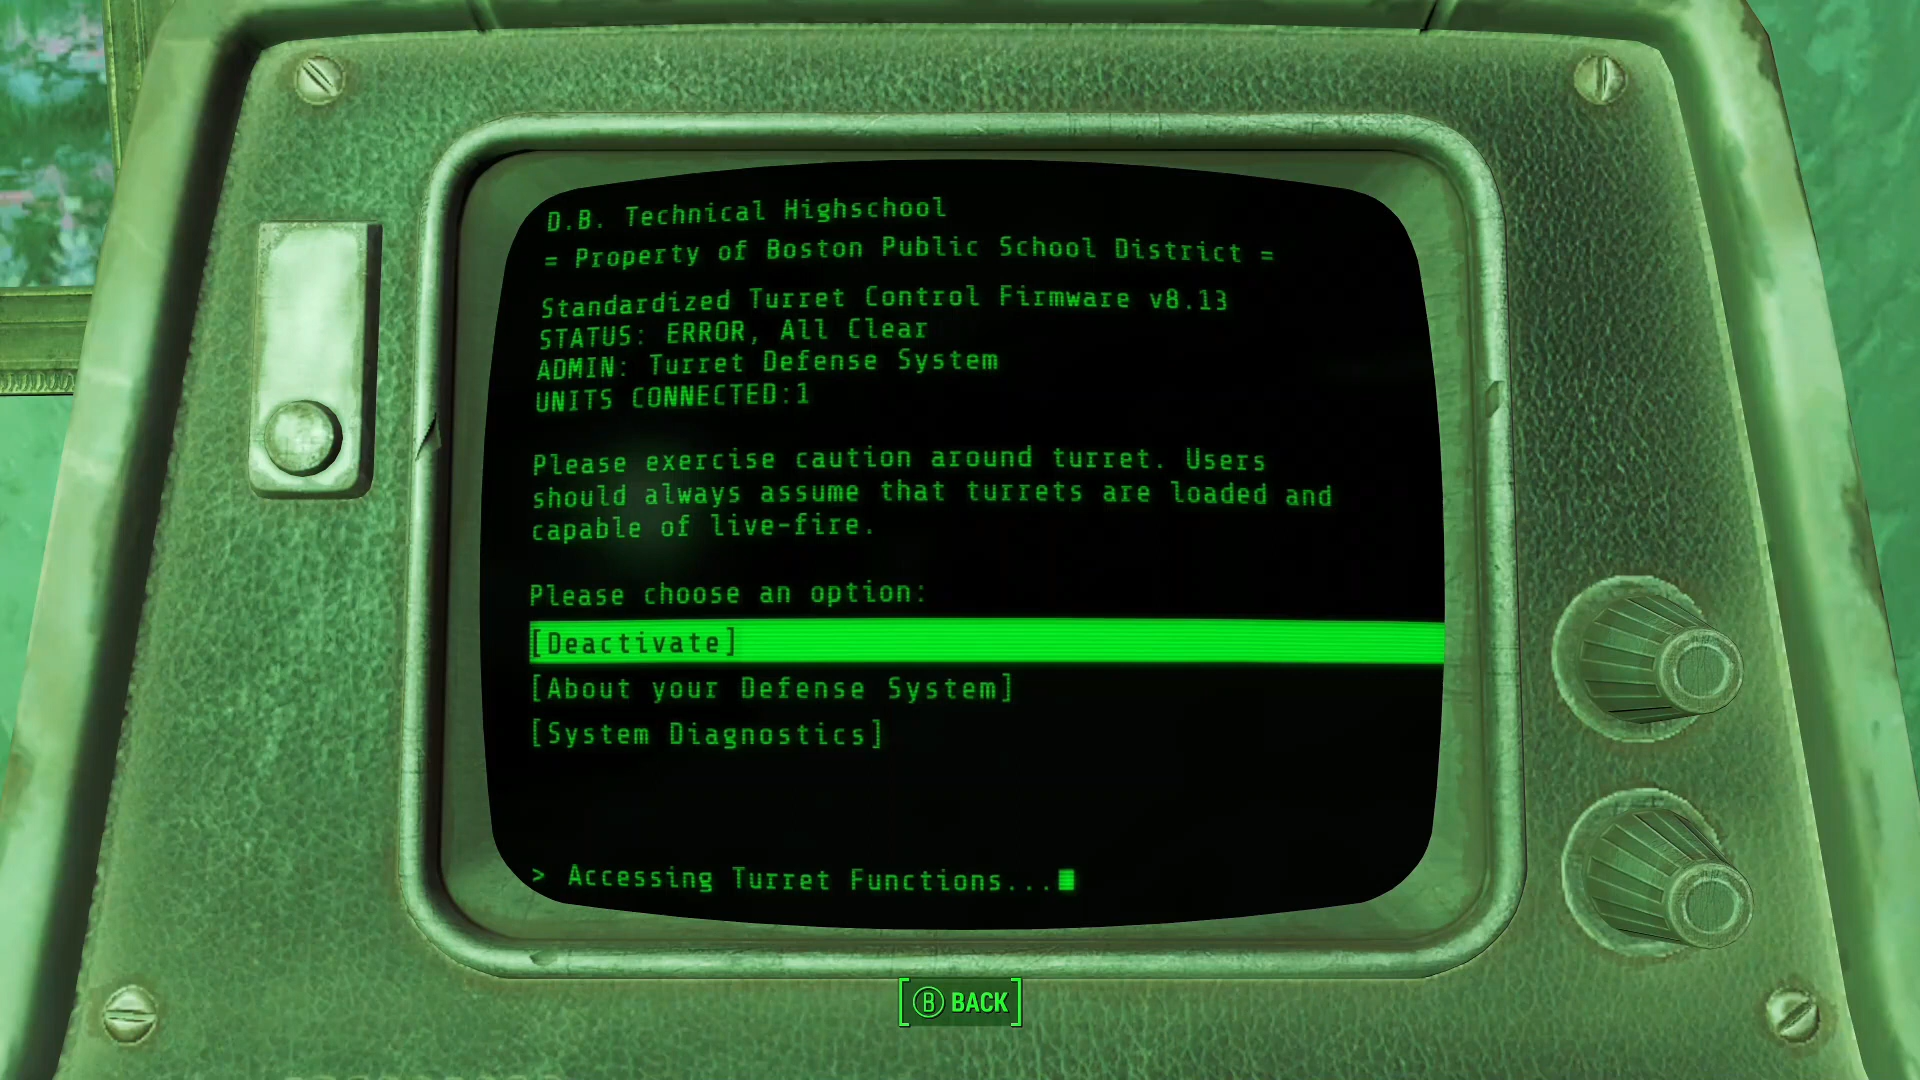 D.B. Technical Highschool
= Property of Boston Public School District =
Standardized Turret Control Firmware v8.13
STATUS: ERROR, All Clear
ADMIN: Turret Defense System
UNITS CONNECTED:1
Please exercise caution around turret. Users
should always assume that turrets are loaded and
capable of live-fire.
Please choose an option:
[Deactivate]
[About your Defense System]
[System Diagnostics]
> Accessing Turret Functions...
[Ⓑ BACK]